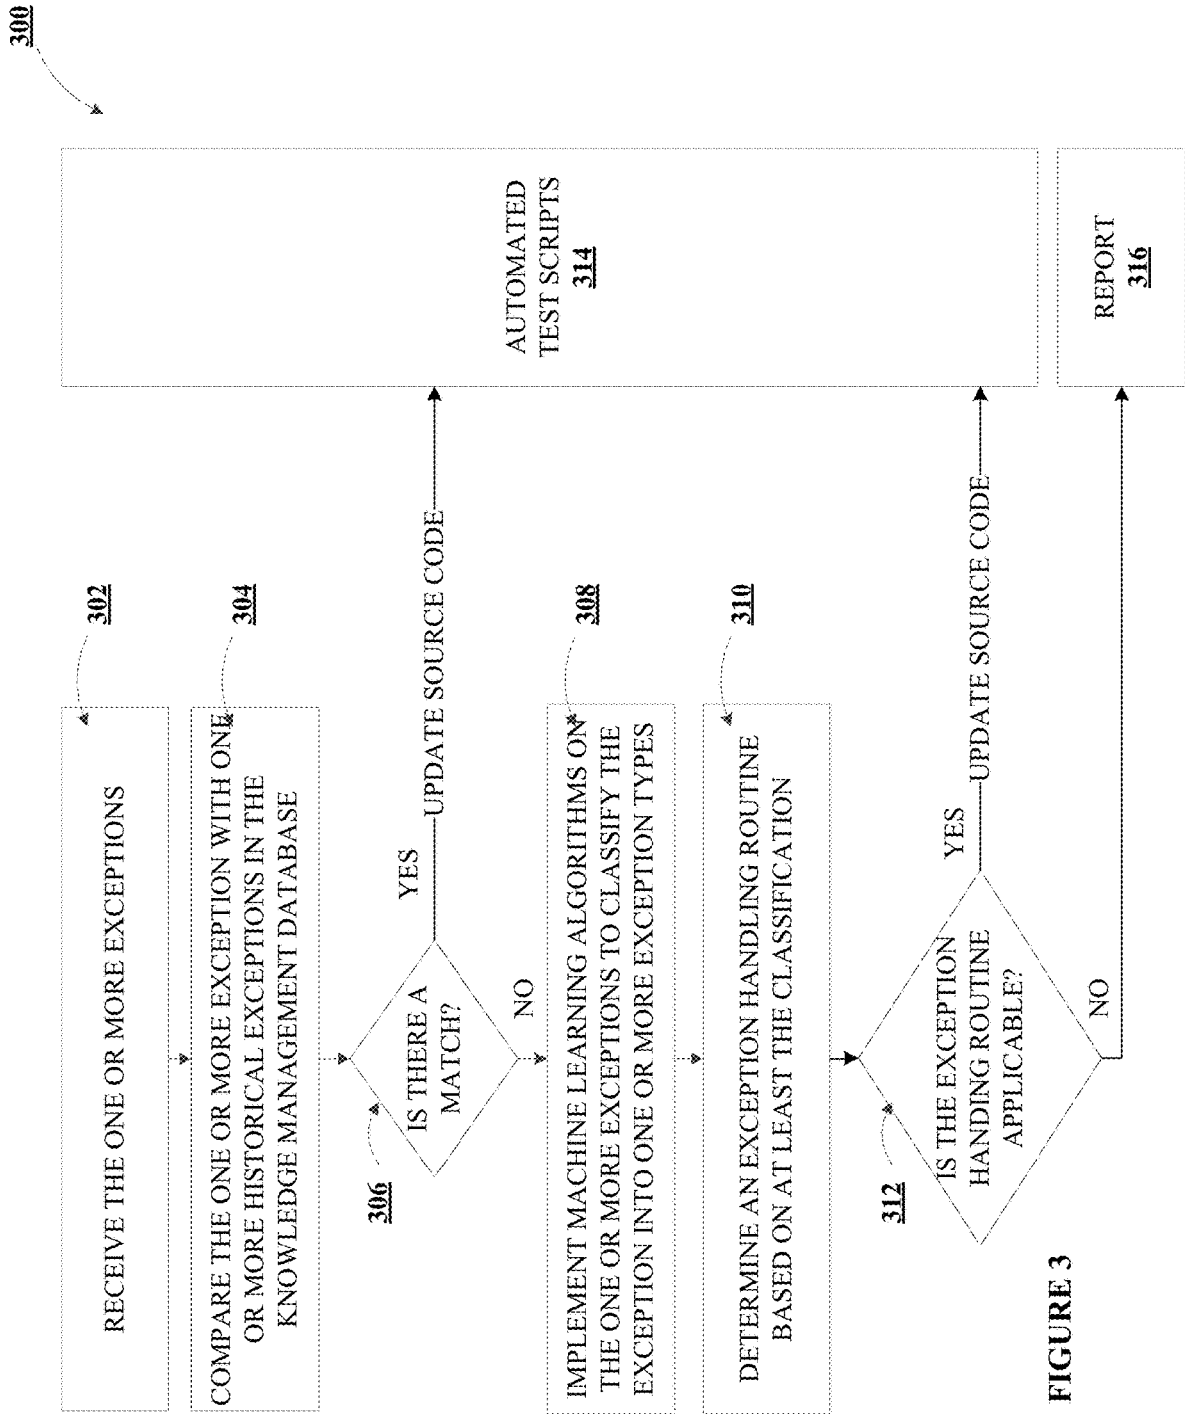 300
RECEIVE THE ONE OR MORE EXCEPTIONS
302
COMPARE THE ONE OR MORE EXCEPTION WITH ONE
OR MORE HISTORICAL EXCEPTIONS IN THE
KNOWLEDGE MANAGEMENT DATABASE
304
IS THERE A
MATCH?
306
YES
UPDATE SOURCE CODE
NO
IMPLEMENT MACHINE LEARNING ALGORITHMS ON
THE ONE OR MORE EXCEPTIONS TO CLASSIFY THE
EXCEPTION INTO ONE OR MORE EXCEPTION TYPES
308
DETERMINE AN EXCEPTION HANDLING ROUTINE
BASED ON AT LEAST THE CLASSIFICATION
310
IS THE EXCEPTION
HANDING ROUTINE
APPLICABLE?
312
YES
UPDATE SOURCE CODE
NO
AUTOMATED
TEST SCRIPTS
314
REPORT
316
FIGURE 3